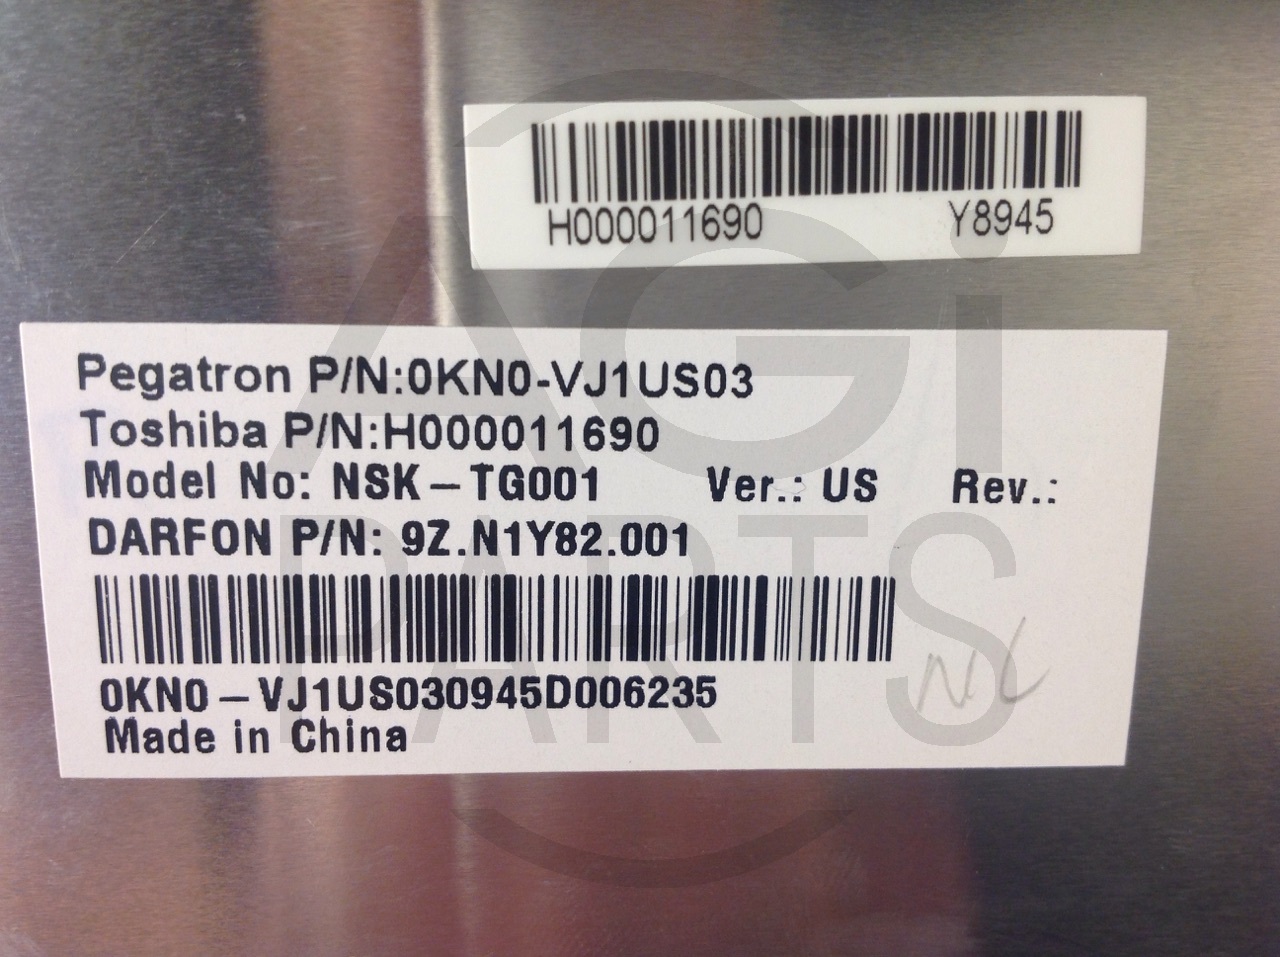 H000011690 Y8945
Pegatron P/N:0KN0-VJ1US03
Toshiba P/N:H000011690
Model No: NSK-TG001 Ver.: US Rev.:
DARFON P/N: 9Z.N1Y82.001
0KN0-VJ1US030945D006235
Made in China
NL
AGi
PARTS